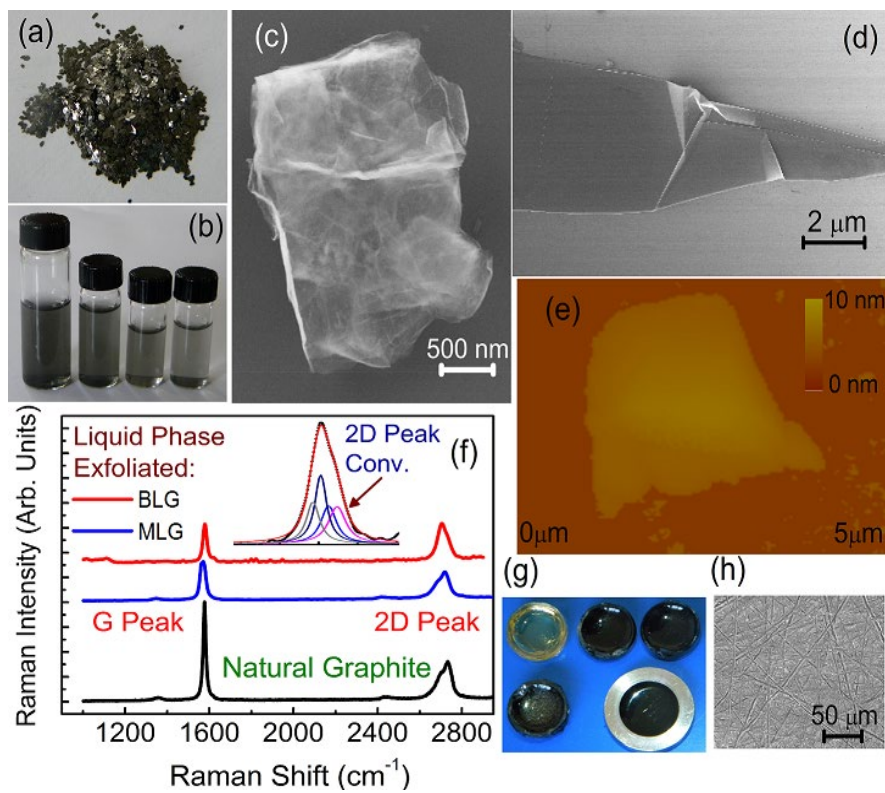 (a)
(b)
(c)
500 nm
(d)
2 μm
(e)
10 nm
0 nm
0μm
5μm
(f)
Liquid Phase
Exfoliated:
BLG
MLG
2D Peak
Conv.
G Peak
2D Peak
Natural Graphite
Raman Intensity (Arb. Units)
1200
1600
2000
2400
2800
Raman Shift (cm⁻¹)
(g)
(h)
50 μm